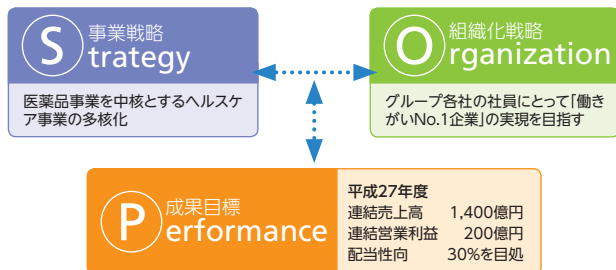 事業戦略
Strategy
医薬品事業を中核とするヘルスケ
ア事業の多核化
組織化戦略
Organization
グループ各社の社員にとって「働き
がいNo.1企業」の実現を目指す
成果目標
Performance
平成27年度
連結売上高 1,400億円
連結営業利益 200億円
配当性向 30%を目処